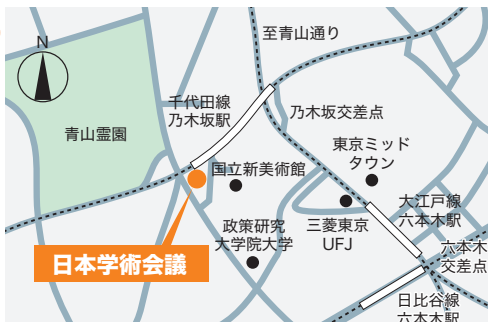 N
至青山通り
千代田線
乃木坂駅
乃木坂交差点
青山霊園
東京ミッド
タウン
国立新美術館
大江戸線
六本木駅
政策研究
大学院大学
三菱東京
UFJ
日本学術会議
六本木
交差点
日比谷線
六本木駅